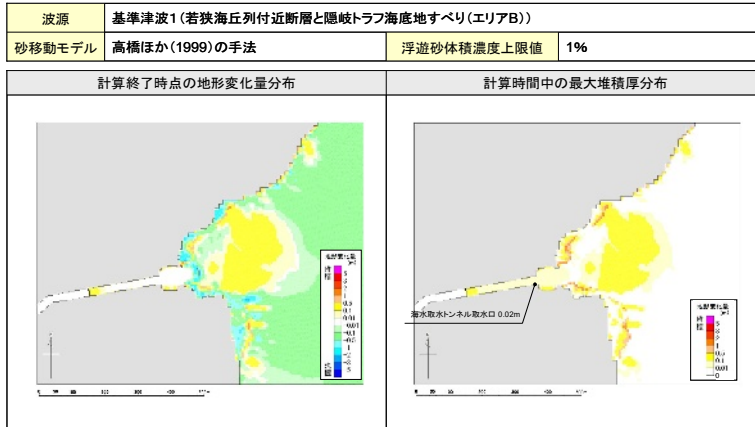 波源 基準津波1(若狭海丘列付近断層と隠岐トラフ海底地すべり(エリアB))
砂移動モデル 高橋ほか(1999)の手法 浮遊砂体積濃度上限値 1%
計算終了時点の地形変化量分布 計算時間中の最大堆積厚分布
海水取水トンネル取水口 0.02m